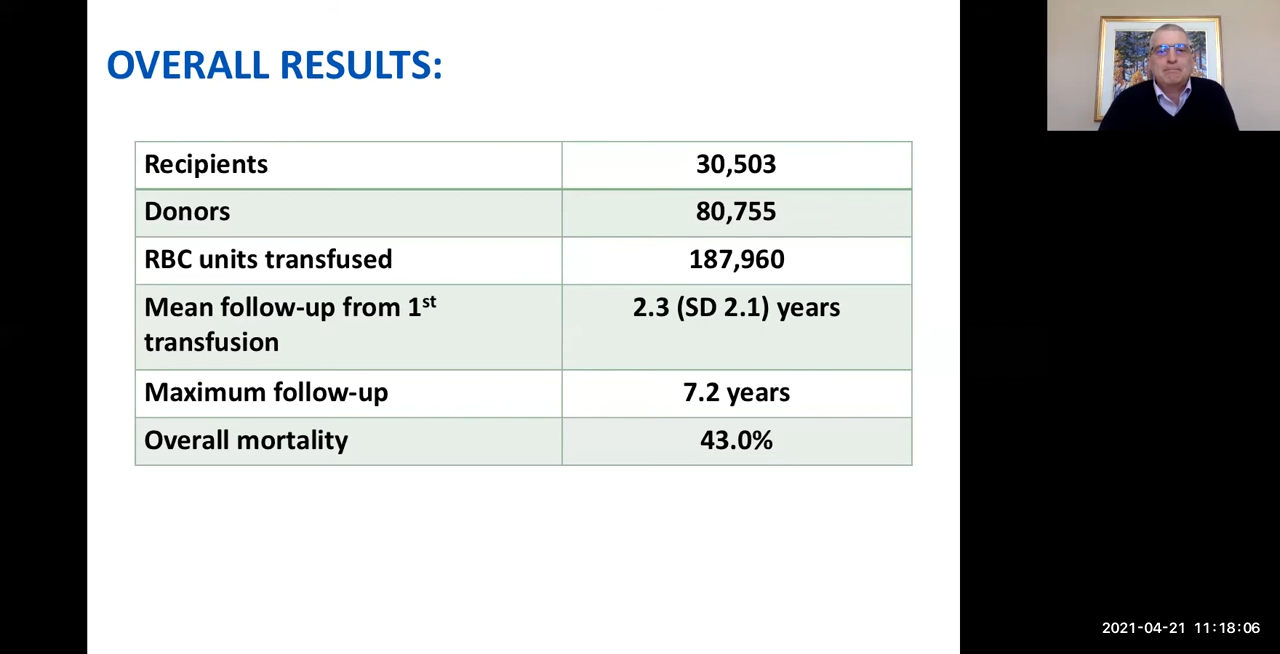 OVERALL RESULTS:
Recipients 30,503
Donors 80,755
RBC units transfused 187,960
Mean follow-up from 1st 2.3 (SD 2.1) years
transfusion
Maximum follow-up 7.2 years
Overall mortality 43.0%
2021-04-21 11:18:06